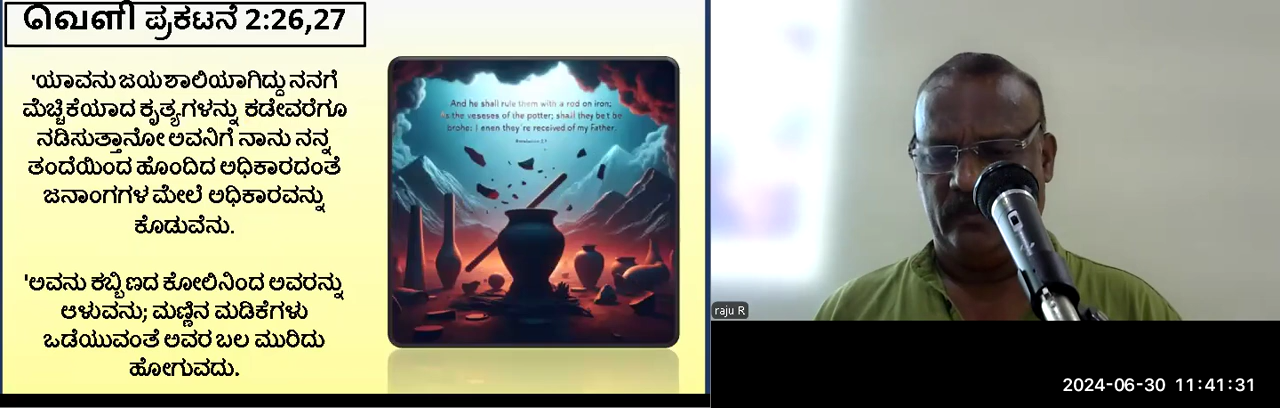 வெளி ಪ್ರಕಟನೆ 2:26,27
'ಯಾವನು ಜಯಶಾಲಿಯಾಗಿದ್ದು ನನಗೆ
ಮೆಚ್ಚಿಕೆಯಾದ ಕೃತ್ಯಗಳನ್ನು ಕಡೇವರೆಗೂ
ನಡಿಸುತ್ತಾನೋ ಅವನಿಗೆ ನಾನು ನನ್ನ
ತಂದೆಯಿಂದ ಹೊಂದಿದ ಅಧಿಕಾರದಂತೆ
ಜನಾಂಗಗಳ ಮೇಲೆ ಅಧಿಕಾರವನ್ನು
ಕೊಡುವೆನು.
'ಅವನು ಕಬ್ಬಿಣದ ಕೋಲಿನಿಂದ ಅವರನ್ನು
ಆಳುವನು; ಮಣ್ಣಿನ ಮಡಿಕೆಗಳು
ಒಡೆಯುವಂತೆ ಅವರ ಬಲ ಮುರಿದು
ಹೋಗುವದು.
And he shall rule them with a rod on iron;
the veseses of the potter; shail they be t be
brohe: I enen they're received of my Father.
raju R
2024-06-30 11:41:31